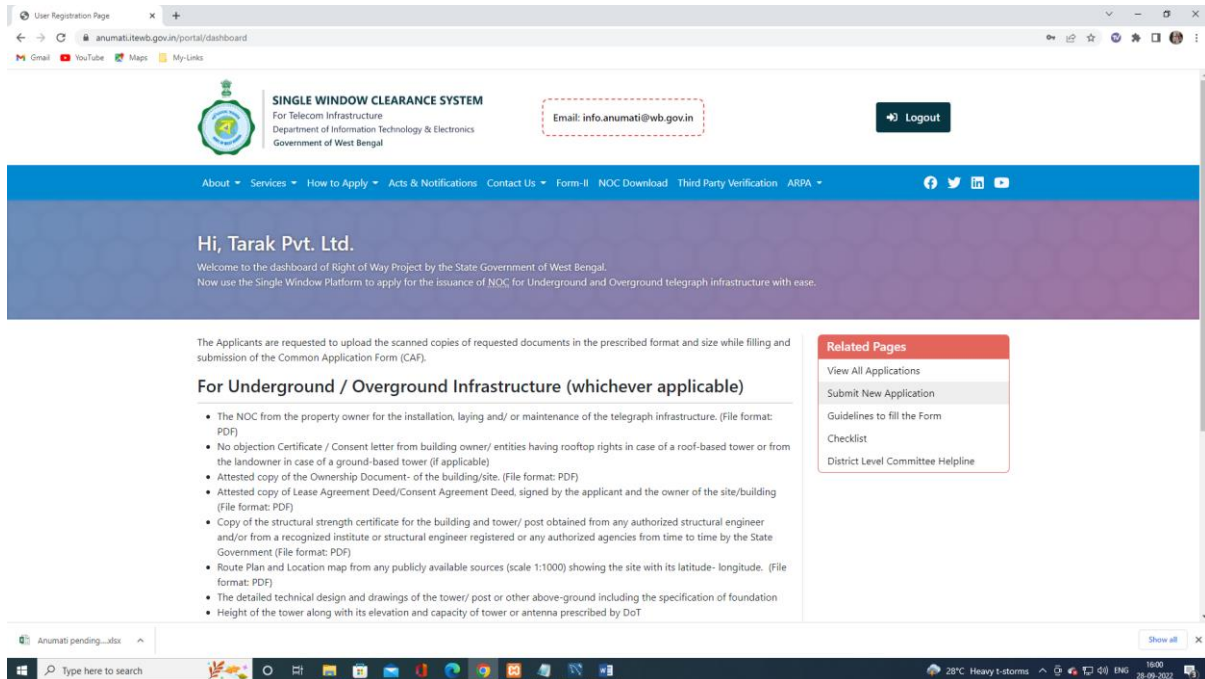 User Registration Page
anumati.itewb.gov.in/portal/dashboard
Gmail YouTube Maps My-Links
SINGLE WINDOW CLEARANCE SYSTEM
For Telecom Infrastructure
Department of Information Technology & Electronics
Government of West Bengal
Email: info.anumati@wb.gov.in
Logout
About Services How to Apply Acts & Notifications Contact Us Form-II NOC Download Third Party Verification ARPA
Hi, Tarak Pvt. Ltd.
Welcome to the dashboard of Right of Way Project by the State Government of West Bengal.
Now use the Single Window Platform to apply for the issuance of NOC for Underground and Overground telegraph infrastructure with ease.
The Applicants are requested to upload the scanned copies of requested documents in the prescribed format and size while filling and
submission of the Common Application Form (CAF).
For Underground / Overground Infrastructure (whichever applicable)
• The NOC from the property owner for the installation, laying and/ or maintenance of the telegraph infrastructure. (File format:
PDF)
• No objection Certificate / Consent letter from building owner/ entities having rooftop rights in case of a roof-based tower or from
the landowner in case of a ground-based tower (if applicable)
• Attested copy of the Ownership Document- of the building/site. (File format: PDF)
• Attested copy of Lease Agreement Deed/Consent Agreement Deed, signed by the applicant and the owner of the site/building
(File format: PDF)
• Copy of the structural strength certificate for the building and tower/ post obtained from any authorized structural engineer
and/or from a recognized institute or structural engineer registered or any authorized agencies from time to time by the State
Government (File format: PDF)
• Route Plan and Location map from any publicly available sources (scale 1:1000) showing the site with its latitude- longitude. (File
format: PDF)
• The detailed technical design and drawings of the tower/ post or other above-ground including the specification of foundation
• Height of the tower along with its elevation and capacity of tower or antenna prescribed by DoT
Related Pages
View All Applications
Submit New Application
Guidelines to fill the Form
Checklist
District Level Committee Helpline
Anumati pending....xlsx
Show all
Type here to search
28°C Heavy t-storms
ENG
16:00
28-09-2022